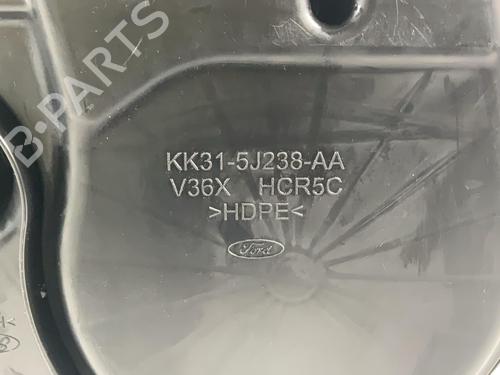 B-PARTS
KK31-5J238-AA
V36X HCR5C
>HDPE<
Ford